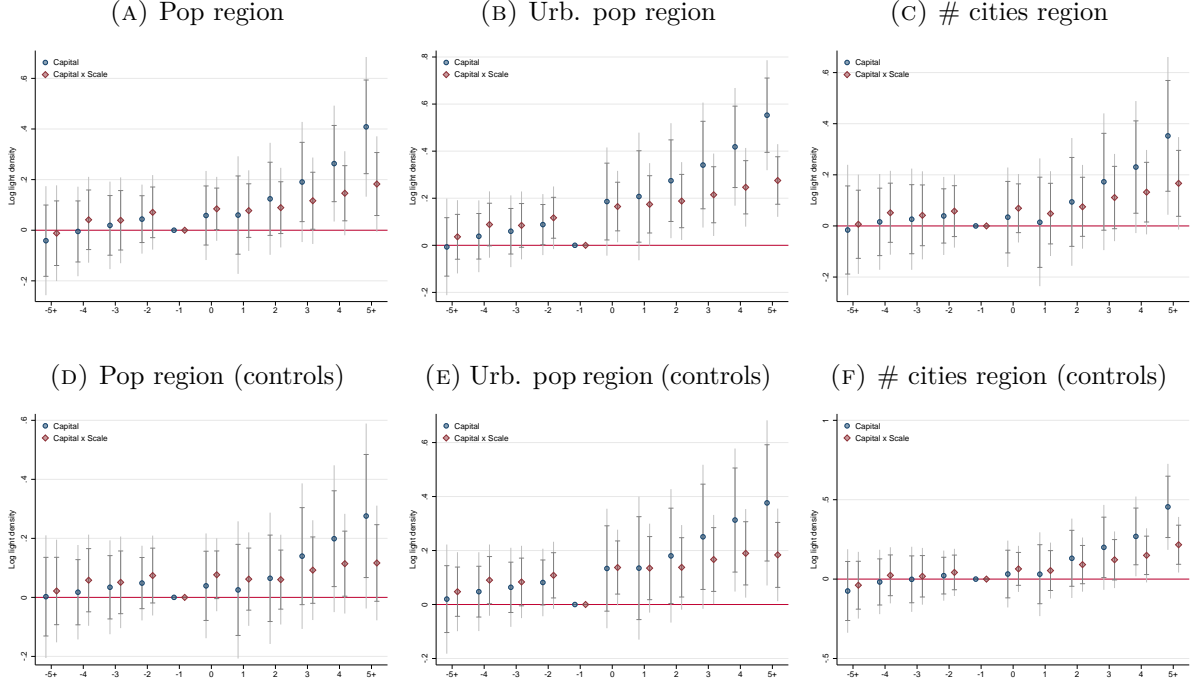 (A) Pop region
(B) Urb. pop region
(C) # cities region
Capital
Capital x Scale
Log light density
.6
.4
.2
0
-.2
-5+ -4 -3 -2 -1 0 1 2 3 4 5+
Capital
Capital x Scale
Log light density
.8
.6
.4
.2
0
-.2
-5+ -4 -3 -2 -1 0 1 2 3 4 5+
Capital
Capital x Scale
Log light density
.6
.4
.2
0
-.2
-5+ -4 -3 -2 -1 0 1 2 3 4 5+
(D) Pop region (controls)
(E) Urb. pop region (controls)
(F) # cities region (controls)
Capital
Capital x Scale
Log light density
.6
.4
.2
0
-.2
-5+ -4 -3 -2 -1 0 1 2 3 4 5+
Capital
Capital x Scale
Log light density
.6
.4
.2
0
-.2
-5+ -4 -3 -2 -1 0 1 2 3 4 5+
Capital
Capital x Scale
Log light density
1
.5
0
-.5
-5+ -4 -3 -2 -1 0 1 2 3 4 5+